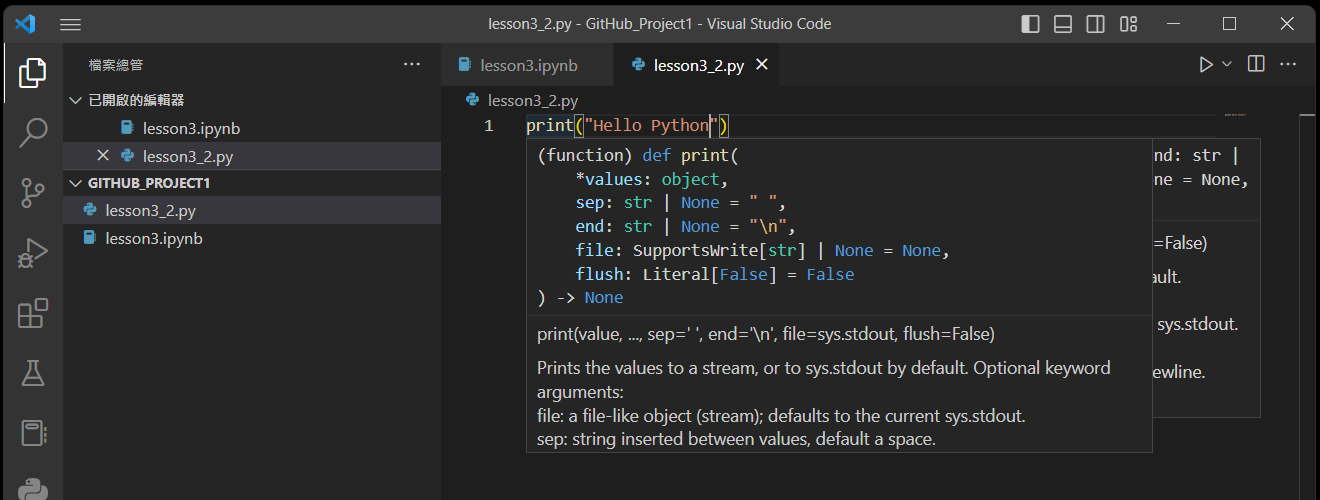 lesson3_2.py - GitHub_Project1 - Visual Studio Code
檔案總管
已開啟的編輯器
lesson3.ipynb
lesson3_2.py
GITHUB_PROJECT1
lesson3_2.py
lesson3.ipynb
lesson3.ipynb
lesson3_2.py
lesson3_2.py
1 print("Hello Python")
(function) def print(
*values: object,
sep: str | None = " ",
end: str | None = "\n",
file: SupportsWrite[str] | None = None,
flush: Literal[False] = False
) -> None
print(value, ..., sep=' ', end='\n', file=sys.stdout, flush=False)
Prints the values to a stream, or to sys.stdout by default. Optional keyword
arguments:
file: a file-like object (stream); defaults to the current sys.stdout.
sep: string inserted between values, default a space.
nd: str |
ne = None,
=False)
ault.
sys.stdout.
ewline.